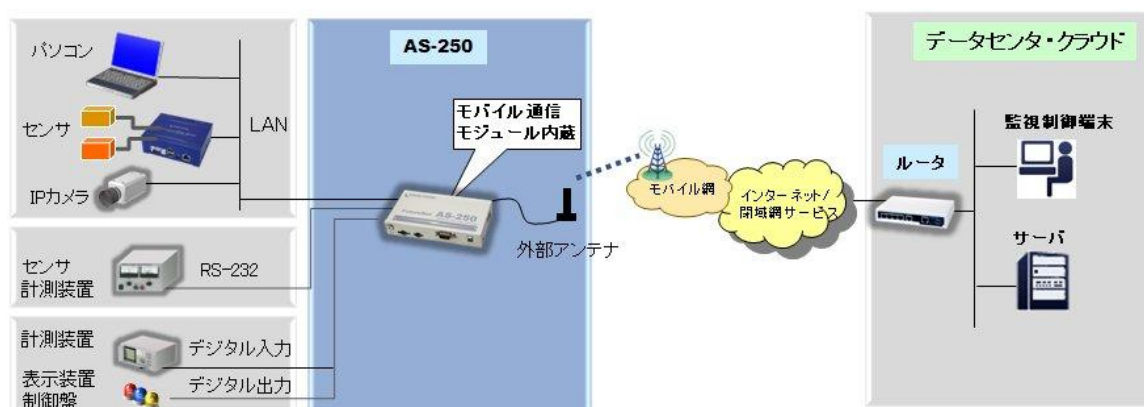 パソコン
センサ
IPカメラ
LAN
センサ
計測装置
RS-232
計測装置
デジタル入力
表示装置
制御盤
デジタル出力
AS-250
モバイル通信
モジュール内蔵
AS-250
外部アンテナ
モバイル網
インターネット/
閉域網サービス
データセンタ・クラウド
ルータ
監視制御端末
サーバ